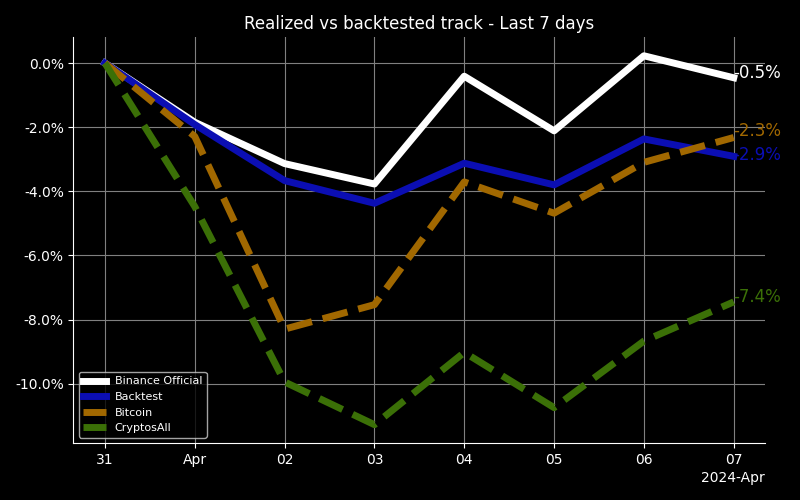 Realized vs backtested track - Last 7 days
0.0%
-2.0%
-4.0%
-6.0%
-8.0%
-10.0%
-0.5%
-2.3%
-2.9%
-7.4%
Binance Official
Backtest
Bitcoin
CryptosAll
31 Apr 02 03 04 05 06 07
2024-Apr